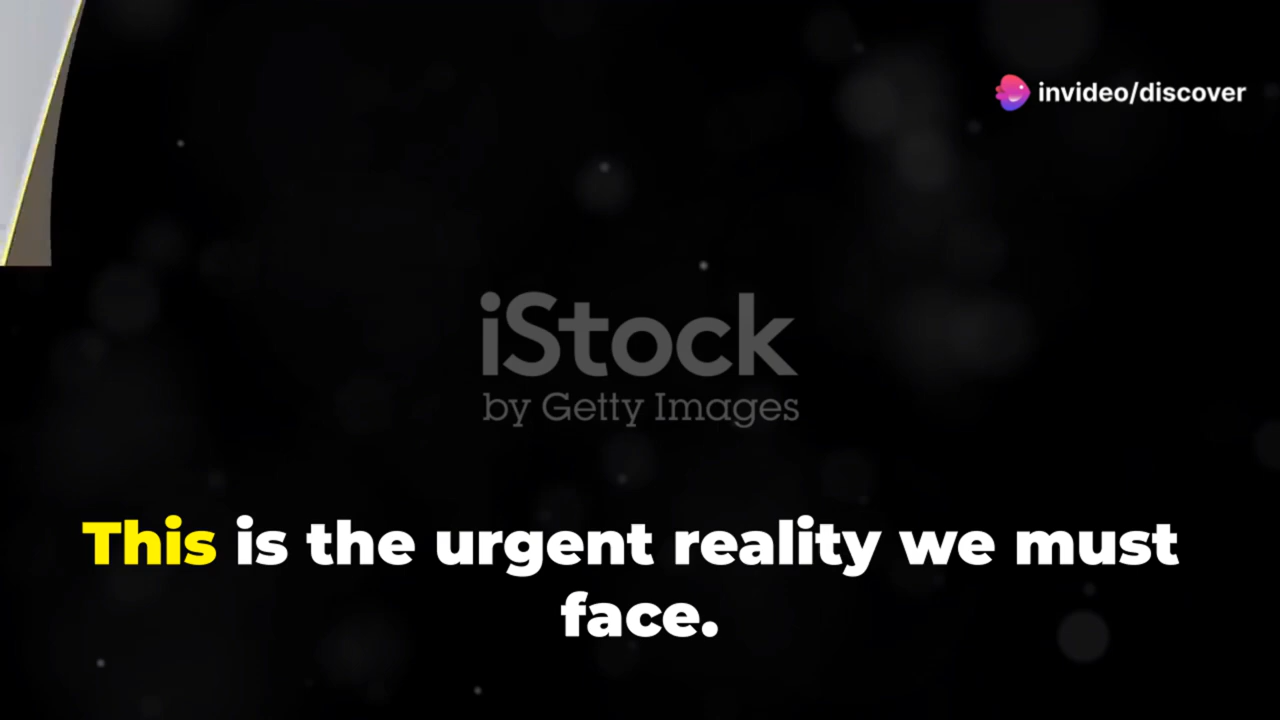 invideo/discover
iStock
by Getty Images
This is the urgent reality we must
face.